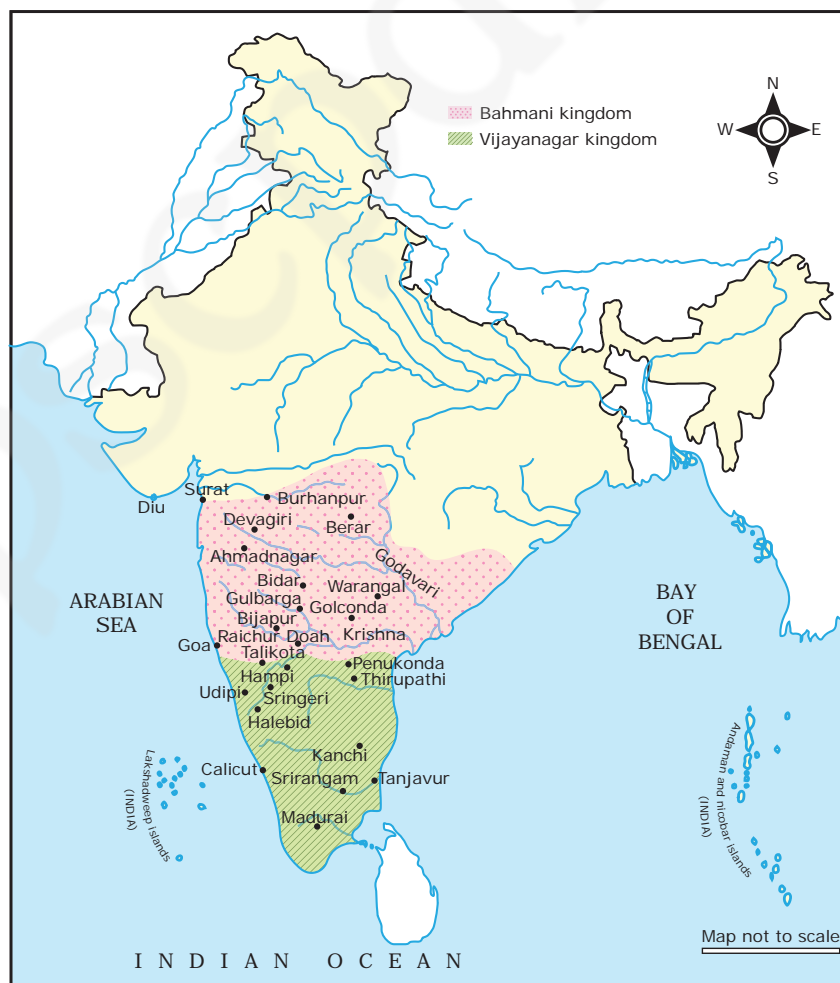 N
Bahmani kingdom
W E
Vijayanagar kingdom
S
Surat
Burhanpur
Diu
Devagiri
Berar
Ahmadnagar
Godavari
Bidar
Warangal
ARABIAN
SEA
Gulbarga
Golconda
BAY
OF
BENGAL
Bijapur
Raichur Doah
Krishna
Goa
Talikota
Penukonda
Hampi
Thirupathi
Udipi
Sringeri
Halebid
Kanchi
Calicut
Srirangam
Tanjavur
Lakshadweep islands
(INDIA)
Andaman and nicobar islands
(INDIA)
Madurai
Map not to scale
INDIAN OCEAN